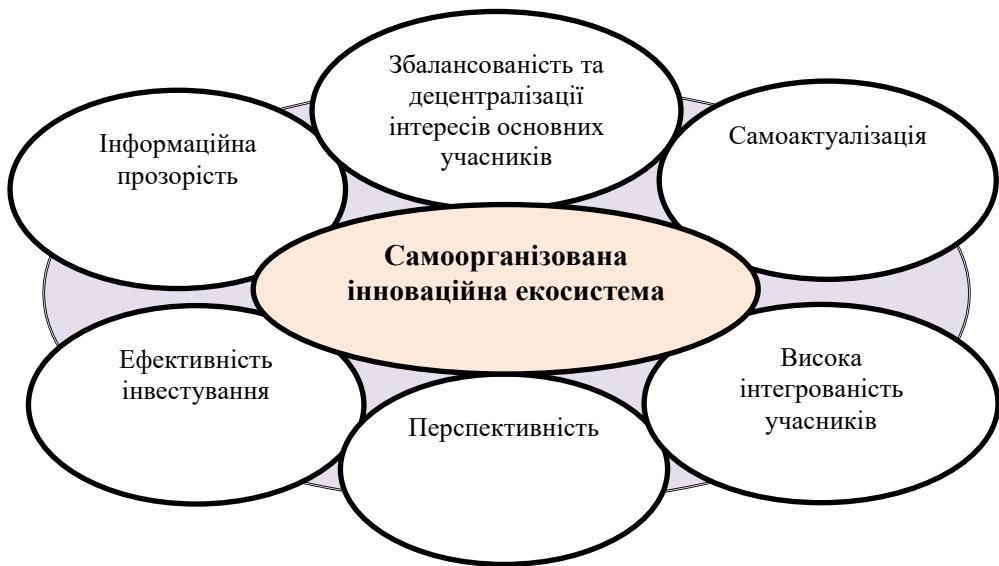 Збалансованість та
децентралізації
інтересів основних
учасників
Інформаційна
прозорість
Самоактуалізація
Самоорганізована
інноваційна екосистема
Ефективність
інвестування
Висока
інтегрованість
учасників
Перспективність